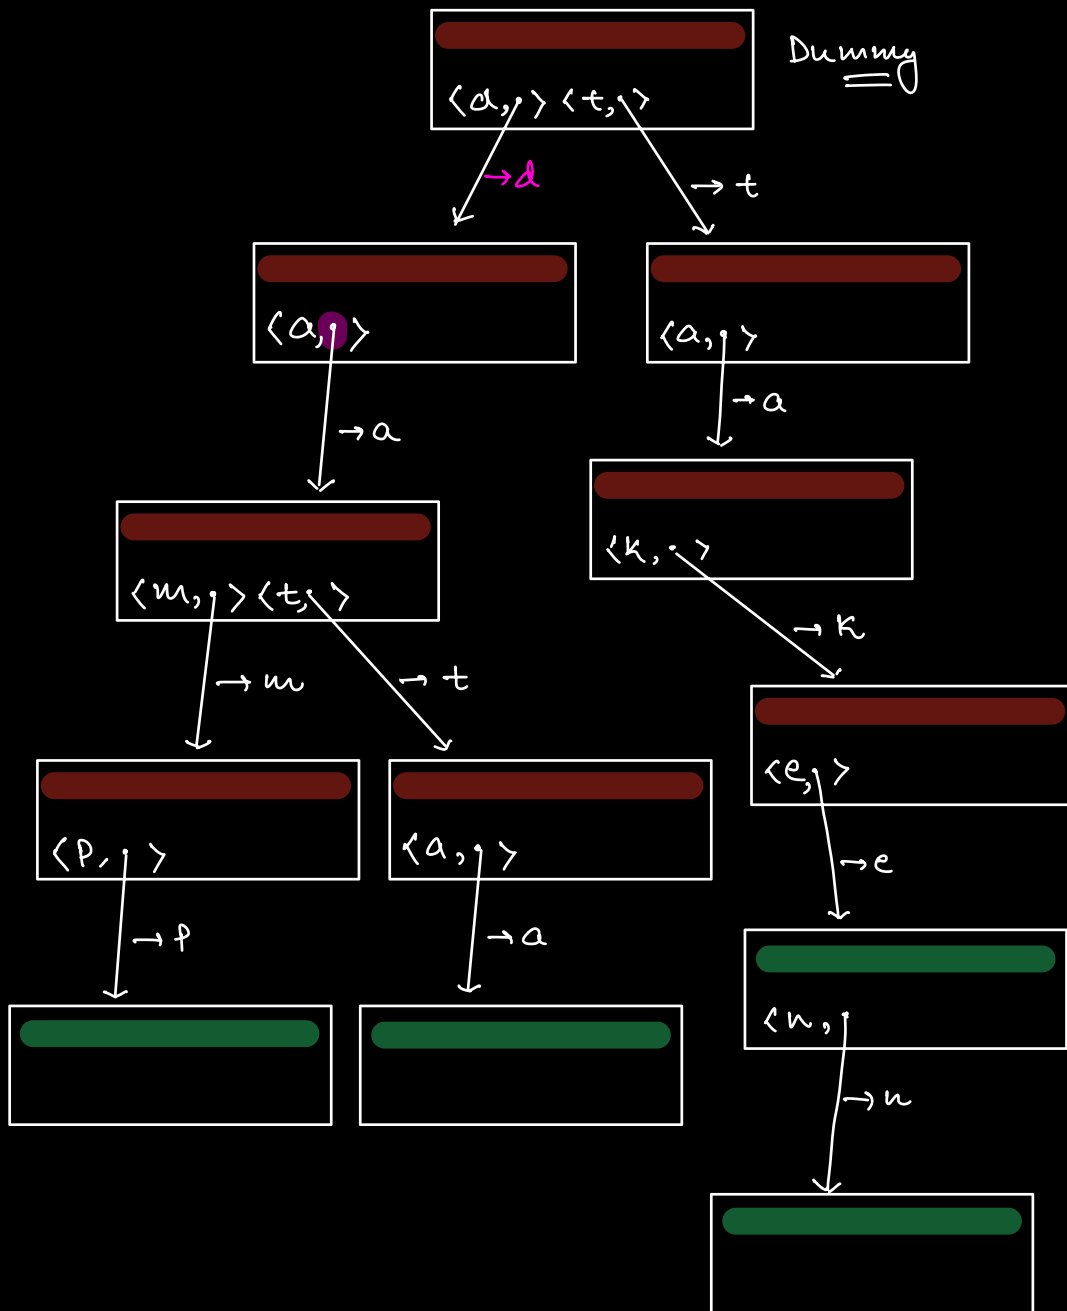 Dummy
<d, > <t, >
→d
→ t
<a, >
<a, >
→ a
→ a
<k, >
<m, > <t, >
→ k
→ m
→ t
<e, >
<p, >
<a, >
→ e
→ p
→ a
<n,
→ n